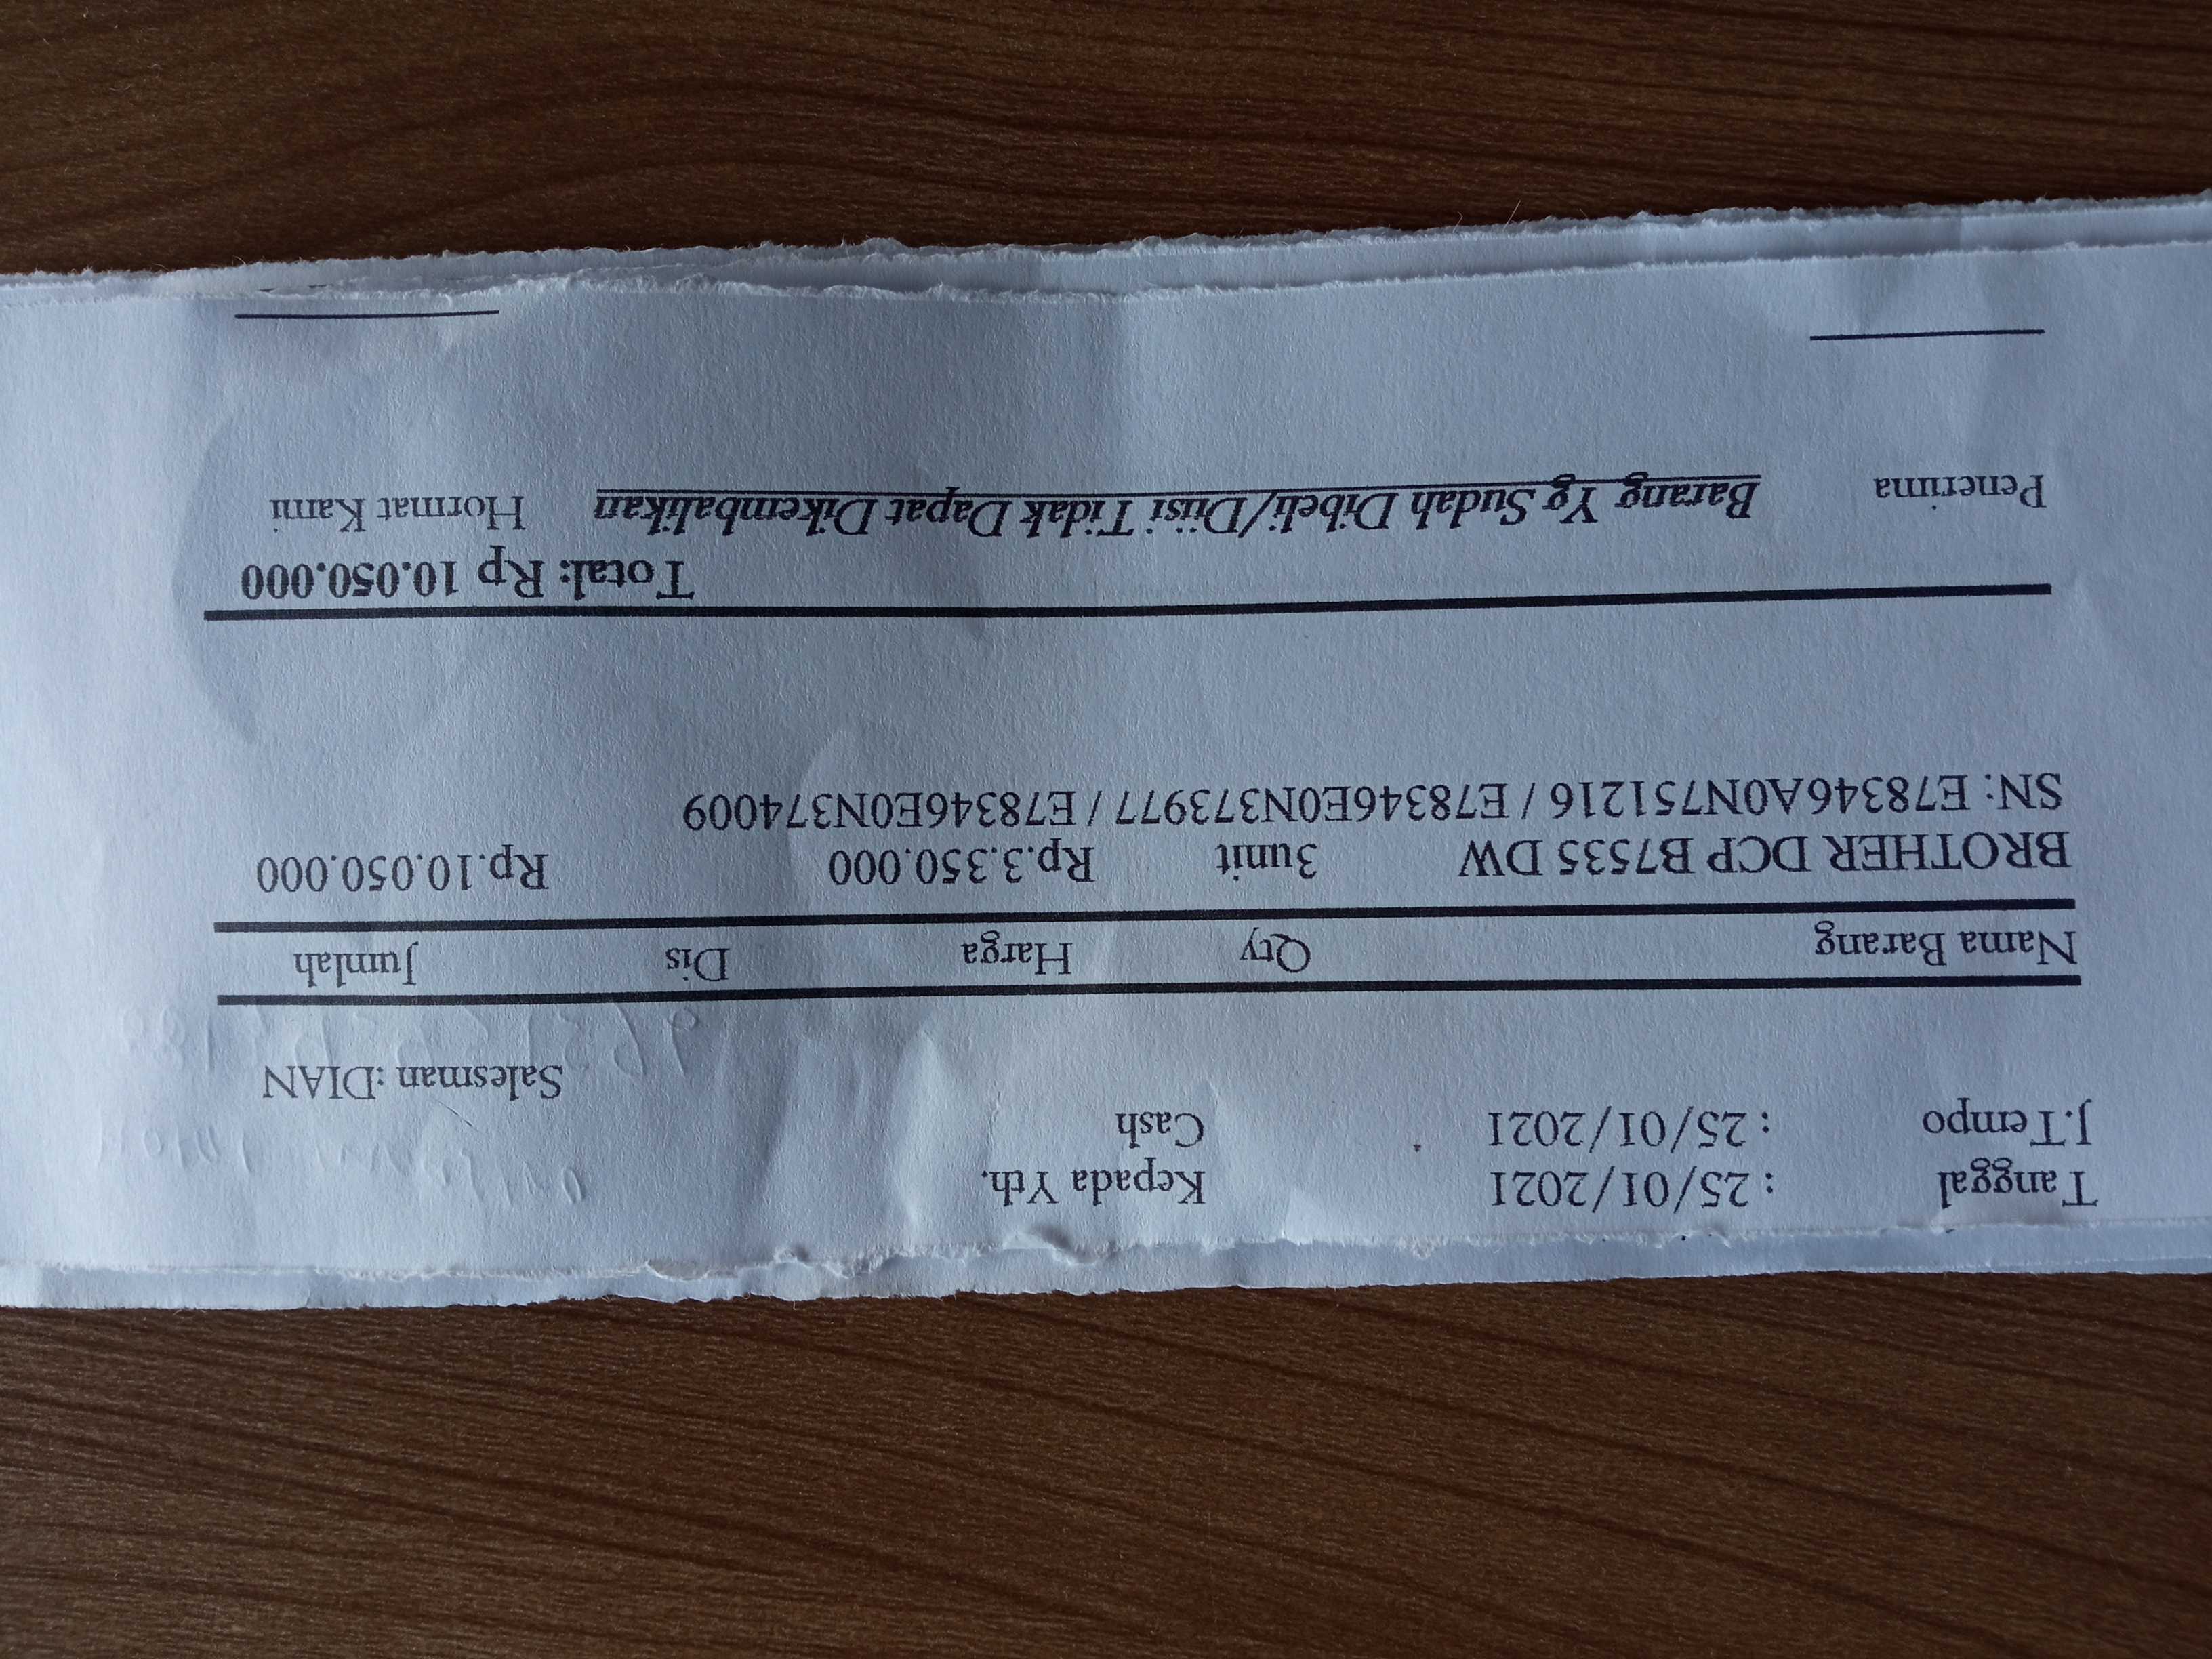 Tanggal : 25/01/2021 Kepada Yth.
J.Tempo : 25/01/2021 Cash
Salesman : DIAN
Nama Barang Qty Harga Dis Jumlah
BROTHER DCP B7535 DW 3unit Rp.3.350.000 Rp.10.050.000
SN: E78346A0N751216 / E78346E0N373977 / E78346E0N374009
Total: Rp 10.050.000
Penerima Barang Yg Sudah Dibeli/Diisi Tidak Dapat Dikembalikan Hormat Kami